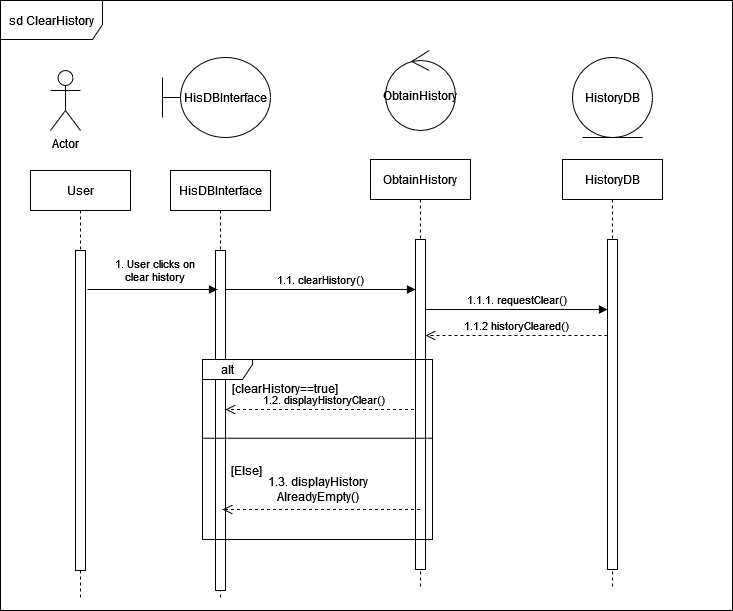 sd ClearHistory
HisDBInterface
ObtainHistory
HistoryDB
Actor
User
HisDBInterface
ObtainHistory
HistoryDB
1. User clicks on
clear history
1.1. clearHistory()
1.1.1. requestClear()
1.1.2 historyCleared()
alt
[clearHistory==true]
1.2. displayHistoryClear()
[Else]
1.3. displayHistory
AlreadyEmpty()